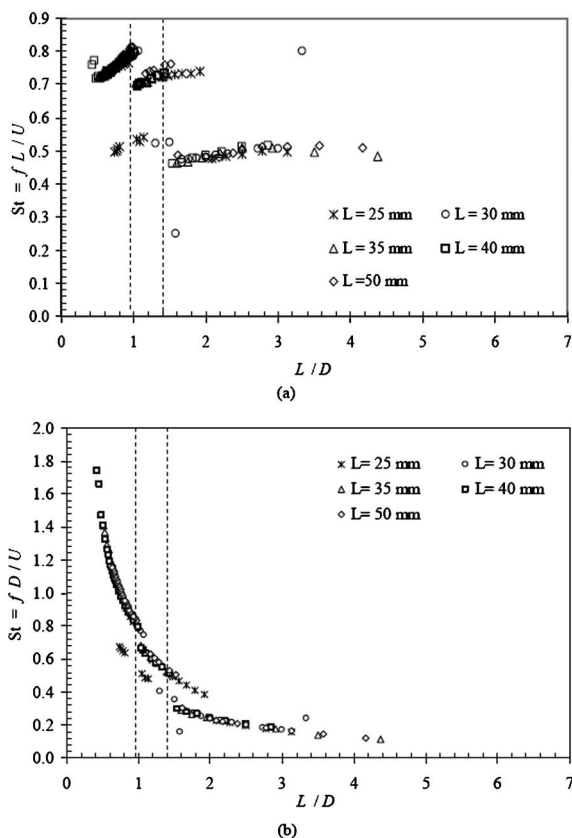 0.9
0.8
0.7
0.6
0.5
0.4
0.3
0.2
0.1
0.0
St = f L / U
L = 25 mm L = 30 mm
L = 35 mm L = 40 mm
L =50 mm
0 1 2 3 4 5 6 7
L / D
(a)
2.0
1.8
1.6
1.4
1.2
1.0
0.8
0.6
0.4
0.2
0.0
St = f D / U
L= 25 mm L= 30 mm
L= 35 mm L= 40 mm
L= 50 mm
0 1 2 3 4 5 6 7
L / D
(b)